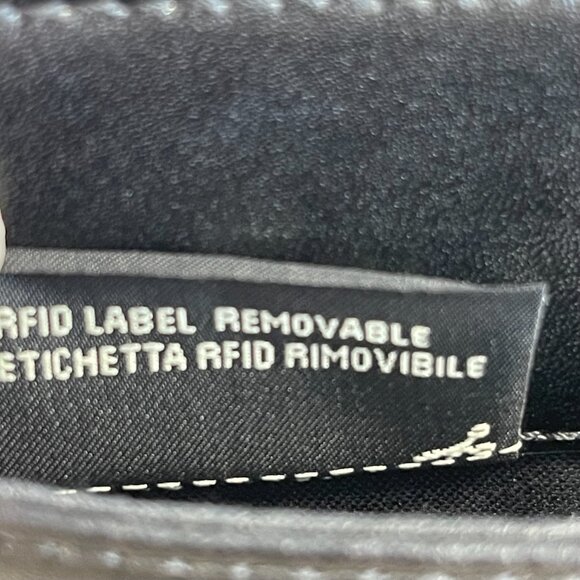 RFID LABEL REMOVABLE
ETICHETTA RFID RIMOVIBILE